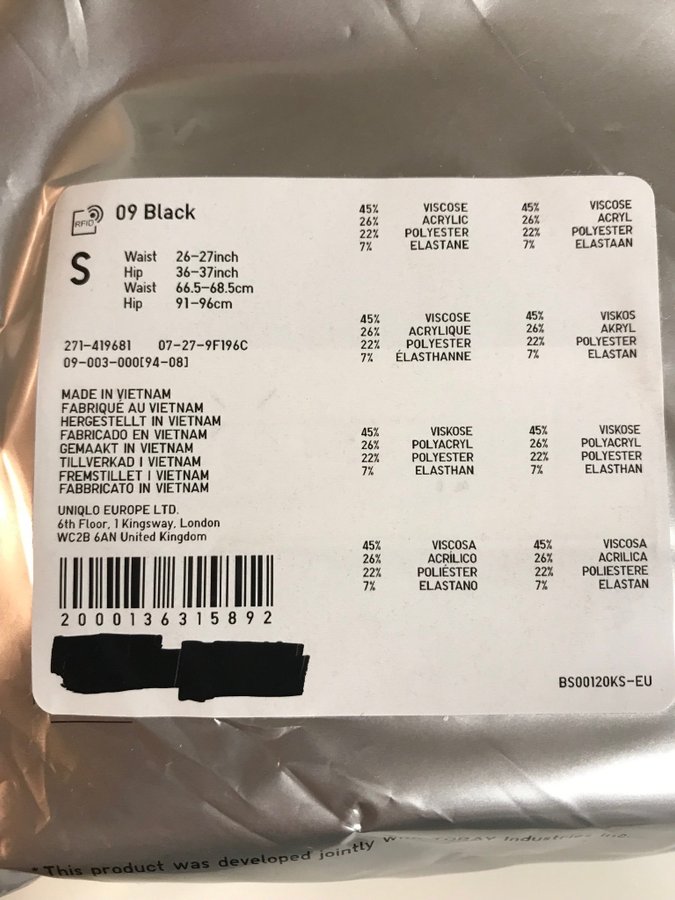 RFID
09 Black
S
Waist 26-27inch
Hip 36-37inch
Waist 66.5-68.5cm
Hip 91-96cm
271-419681 07-27-9F196C
09-003-000[94-08]
MADE IN VIETNAM
FABRIQUÉ AU VIETNAM
HERGESTELLT IN VIETNAM
FABRICADO EN VIETNAM
GEMAAKT IN VIETNAM
TILLVERKAD I VIETNAM
FREMSTILLET I VIETNAM
FABBRICATO IN VIETNAM
UNIQLO EUROPE LTD.
6th Floor, 1 Kingsway, London
WC2B 6AN United Kingdom
2000136315892
45% VISCOSE
26% ACRYLIC
22% POLYESTER
7% ELASTANE
45% VISCOSE
26% ACRYL
22% POLYESTER
7% ELASTAAN
45% VISCOSE
26% ACRYLIQUE
22% POLYESTER
7% ÉLASTHANNE
45% VISKOS
26% AKRYL
22% POLYESTER
7% ELASTAN
45% VISKOSE
26% POLYACRYL
22% POLYESTER
7% ELASTHAN
45% VISKOSE
26% POLYACRYL
22% POLYESTER
7% ELASTHAN
45% VISCOSA
26% ACRÍLICO
22% POLIÉSTER
7% ELASTANO
45% VISCOSA
26% ACRILICA
22% POLIESTERE
7% ELASTAN
BS00120KS-EU
*This product was developed jointly TORAY Industries Inc.